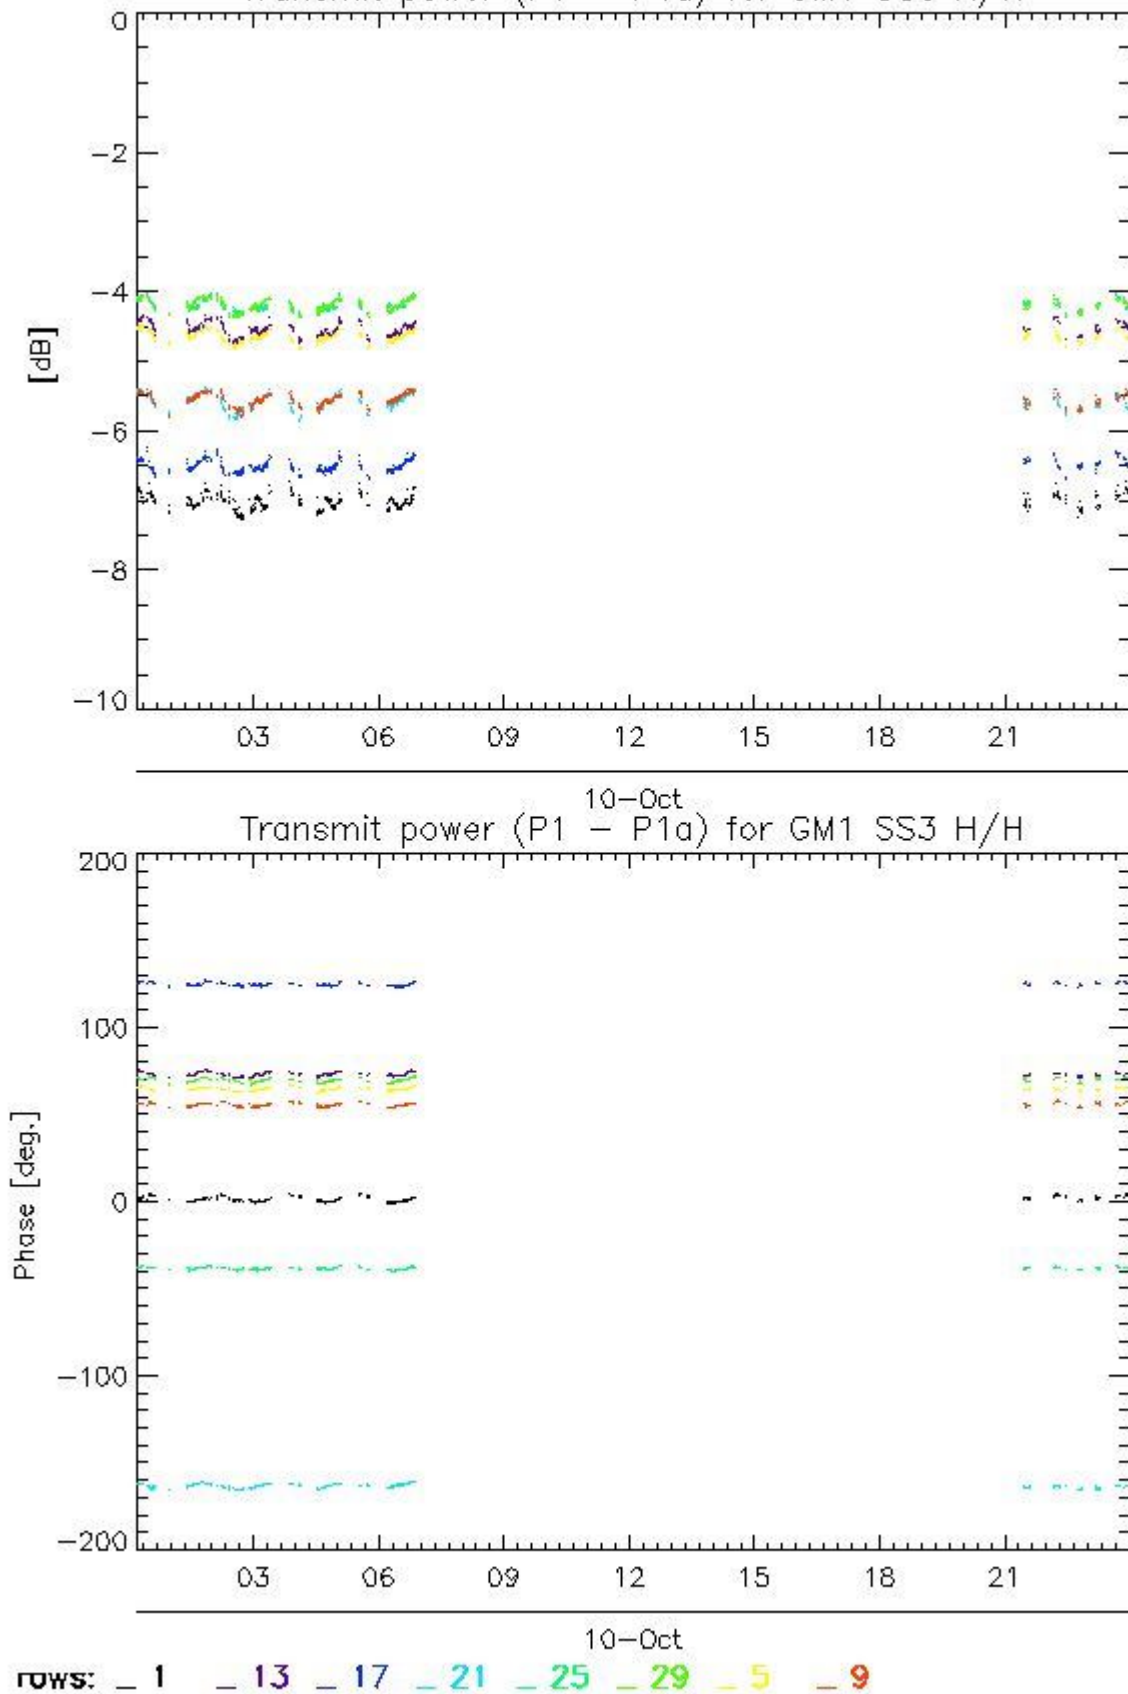 0
−2
−4
[dB]
−6
−8
−10
03 06 09 12 15 18 21
10−Oct
Transmit power (P1 − P1a) for GM1 SS3 H/H
200
100
0
Phase [deg.]
−100
−200
03 06 09 12 15 18 21
10−Oct
rows: _ 1 _ 13 _ 17 _ 21 _ 25 _ 29 _ 5 _ 9